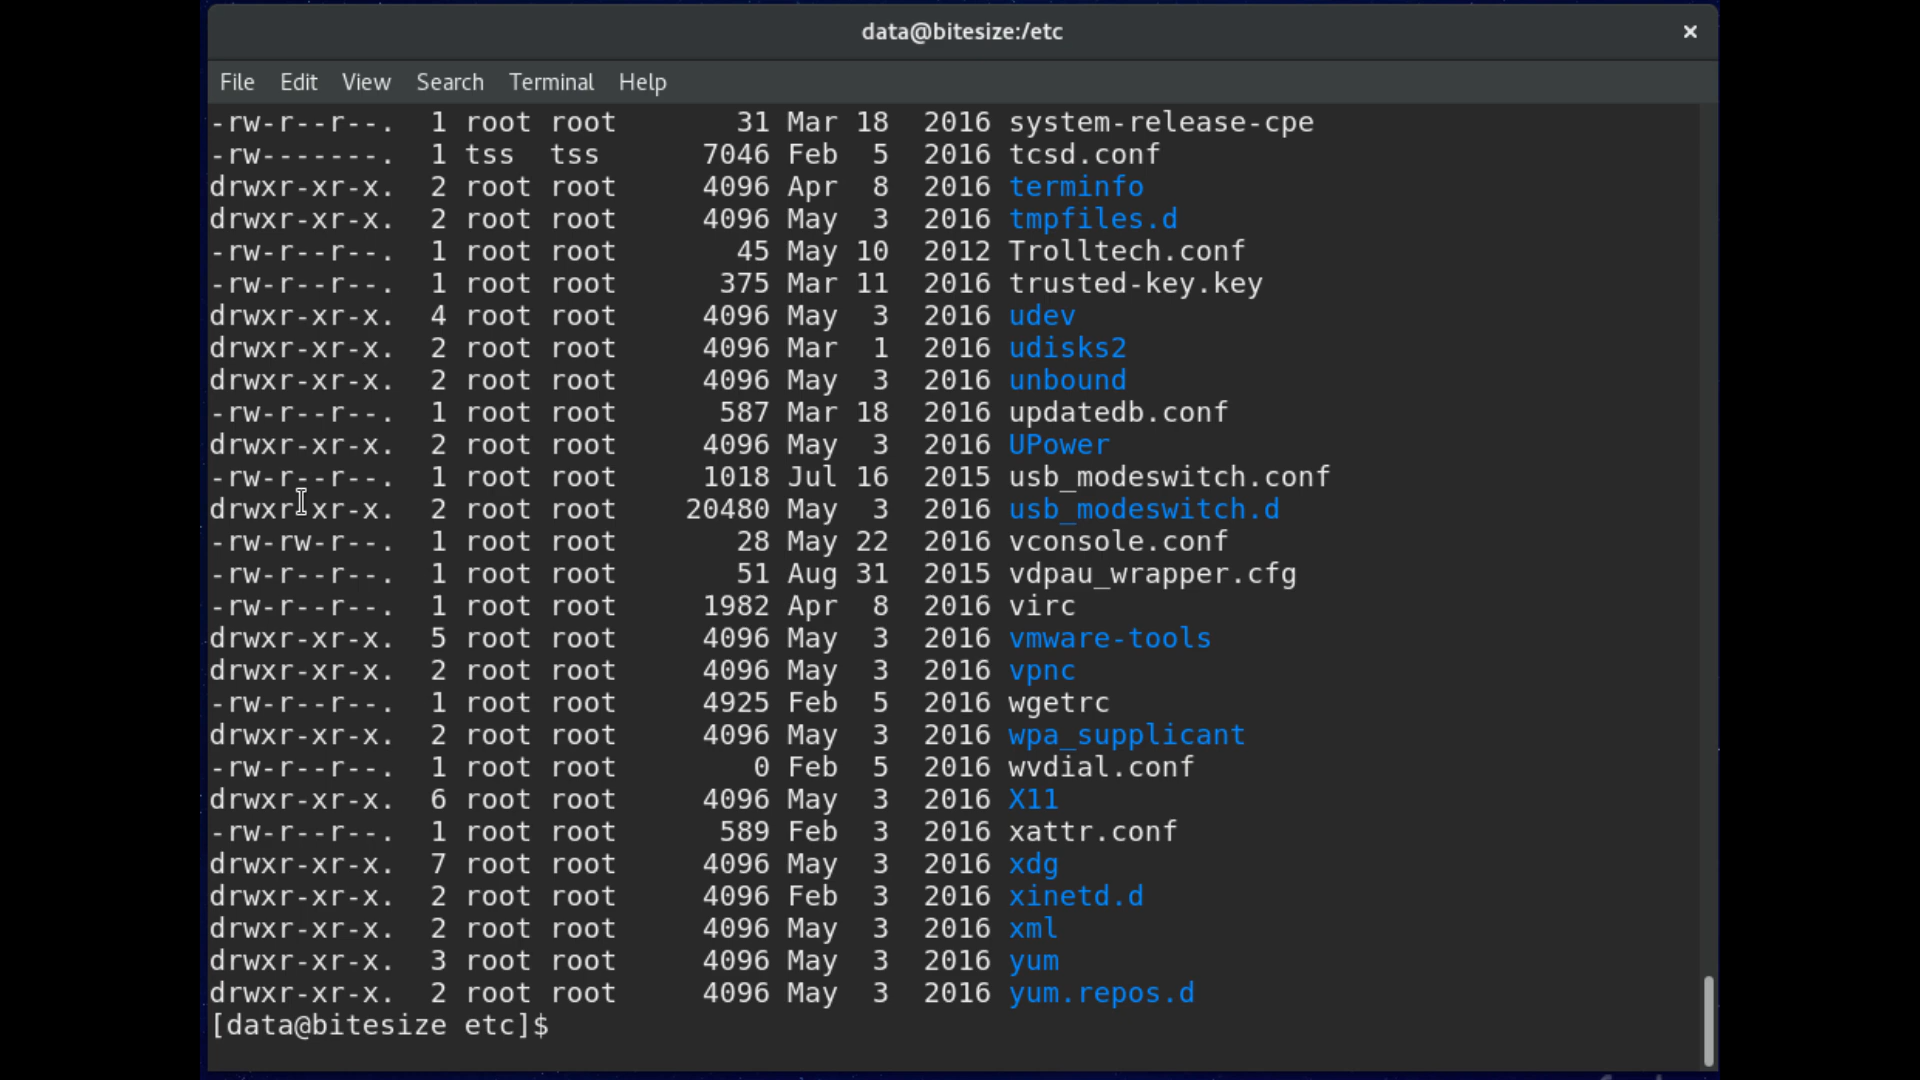 data@bitesize:/etc
File Edit View Search Terminal Help
-rw-r--r--. 1 root root 31 Mar 18 2016 system-release-cpe
-rw-------. 1 tss tss 7046 Feb 5 2016 tcsd.conf
drwxr-xr-x. 2 root root 4096 Apr 8 2016 terminfo
drwxr-xr-x. 2 root root 4096 May 3 2016 tmpfiles.d
-rw-r--r--. 1 root root 45 May 10 2012 Trolltech.conf
-rw-r--r--. 1 root root 375 Mar 11 2016 trusted-key.key
drwxr-xr-x. 4 root root 4096 May 3 2016 udev
drwxr-xr-x. 2 root root 4096 Mar 1 2016 udisks2
drwxr-xr-x. 2 root root 4096 May 3 2016 unbound
-rw-r--r--. 1 root root 587 Mar 18 2016 updatedb.conf
drwxr-xr-x. 2 root root 4096 May 3 2016 UPower
-rw-r--r--. 1 root root 1018 Jul 16 2015 usb_modeswitch.conf
drwxr-xr-x. 2 root root 20480 May 3 2016 usb_modeswitch.d
-rw-rw-r--. 1 root root 28 May 22 2016 vconsole.conf
-rw-r--r--. 1 root root 51 Aug 31 2015 vdpau_wrapper.cfg
-rw-r--r--. 1 root root 1982 Apr 8 2016 virc
drwxr-xr-x. 5 root root 4096 May 3 2016 vmware-tools
drwxr-xr-x. 2 root root 4096 May 3 2016 vpnc
-rw-r--r--. 1 root root 4925 Feb 5 2016 wgetrc
drwxr-xr-x. 2 root root 4096 May 3 2016 wpa_supplicant
-rw-r--r--. 1 root root 0 Feb 5 2016 wvdial.conf
drwxr-xr-x. 6 root root 4096 May 3 2016 X11
-rw-r--r--. 1 root root 589 Feb 3 2016 xattr.conf
drwxr-xr-x. 7 root root 4096 May 3 2016 xdg
drwxr-xr-x. 2 root root 4096 Feb 3 2016 xinetd.d
drwxr-xr-x. 2 root root 4096 May 3 2016 xml
drwxr-xr-x. 3 root root 4096 May 3 2016 yum
drwxr-xr-x. 2 root root 4096 May 3 2016 yum.repos.d
[data@bitesize etc]$